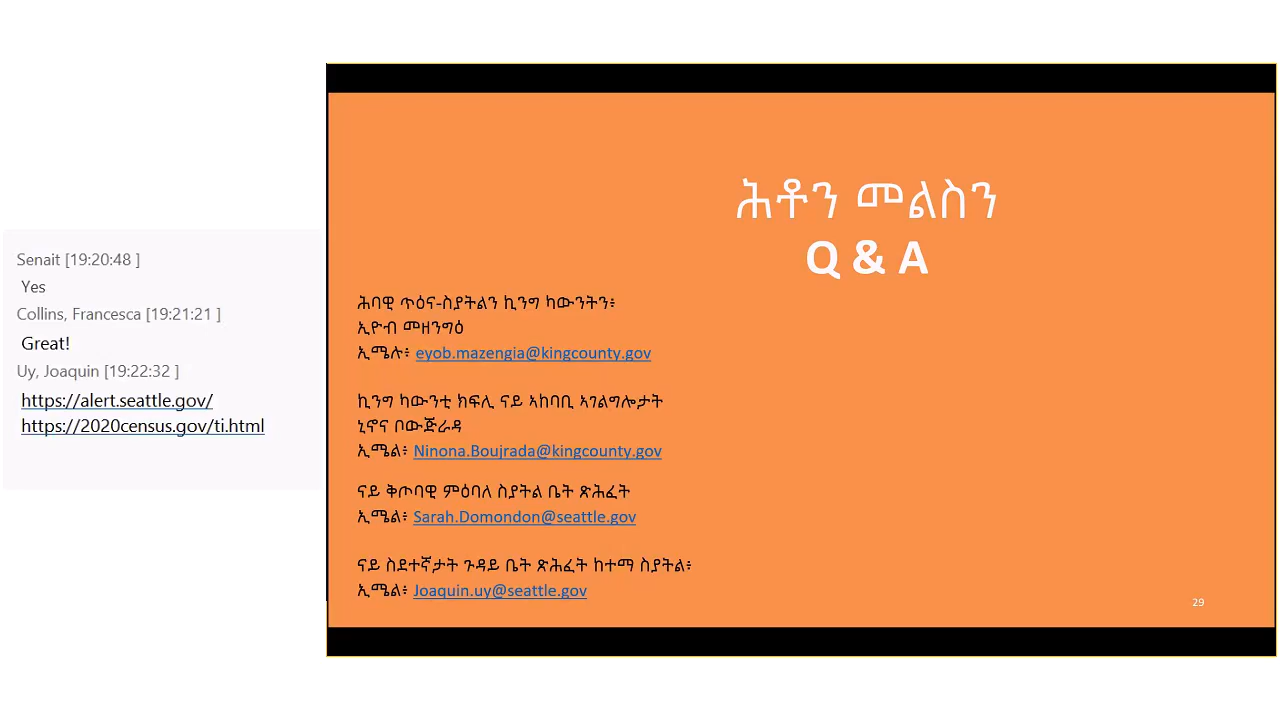 Senait [19:20:48 ]
Yes
Collins, Francesca [19:21:21 ]
Great!
Uy, Joaquin [19:22:32 ]
https://alert.seattle.gov/
https://2020census.gov/ti.html
ሕቶን መልስን
Q & A
ሕባዊ ጥዕና-ስያትልን ኪንግ ካውንትን፥
ኢዮብ መዘንግዕ
ኢሜሉ፥ eyob.mazengia@kingcounty.gov
ኪንግ ካውንቲ ክፍሊ ናይ ኣከባቢ ኣገልግሎታት
ኒኖና ቦውጅራዳ
ኢሜል፥ Ninona.Boujrada@kingcounty.gov
ናይ ቅጦባዊ ምዕባለ ስያትል ቤት ጽሕፈት
ኢሜል፥ Sarah.Domondon@seattle.gov
ናይ ስደተኛታት ጉዳይ ቤት ጽሕፈት ከተማ ስያትል፥
ኢሜል፥ Joaquin.uy@seattle.gov
29